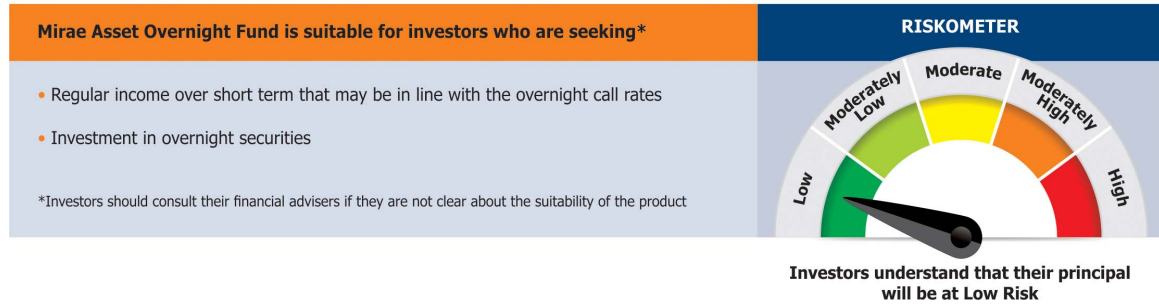 Mirae Asset Overnight Fund is suitable for investors who are seeking*
• Regular income over short term that may be in line with the overnight call rates
• Investment in overnight securities
*Investors should consult their financial advisers if they are not clear about the suitability of the product
RISKOMETER
Low
Moderately
Low
Moderate
Moderately
High
High
Investors understand that their principal
will be at Low Risk